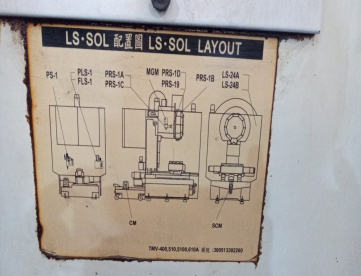 LS·SOL 配置圖 LS·SOL LAYOUT
PS-1
PLS-1
FLS-1
PRS-1A
PRS-1C
MGM
PRS-1D
PRS-19
PRS-1B
LS-24A
LS-24B
CM
SCM
TMV-400,510,510B,610A